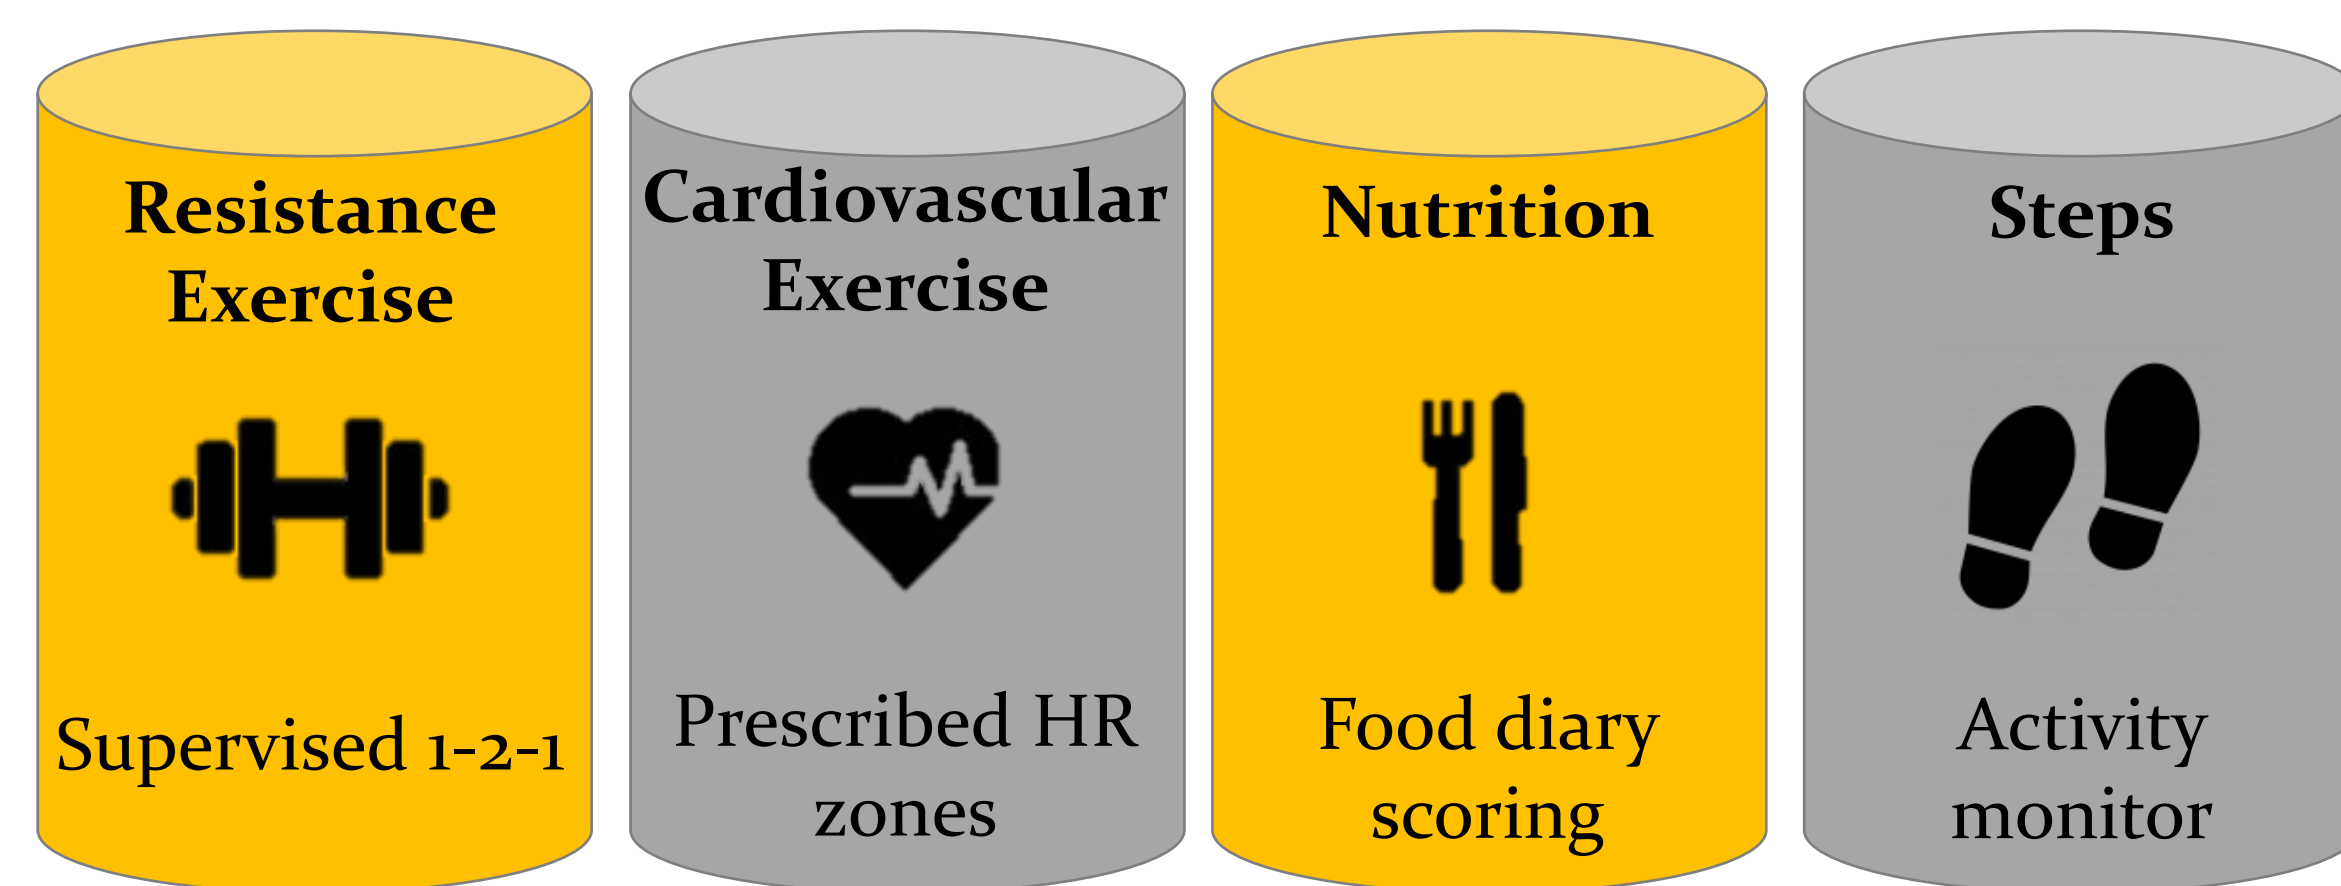 Resistance
Exercise
Supervised 1-2-1
Cardiovascular
Exercise
Prescribed HR
zones
Nutrition
Food diary
scoring
Steps
Activity
monitor